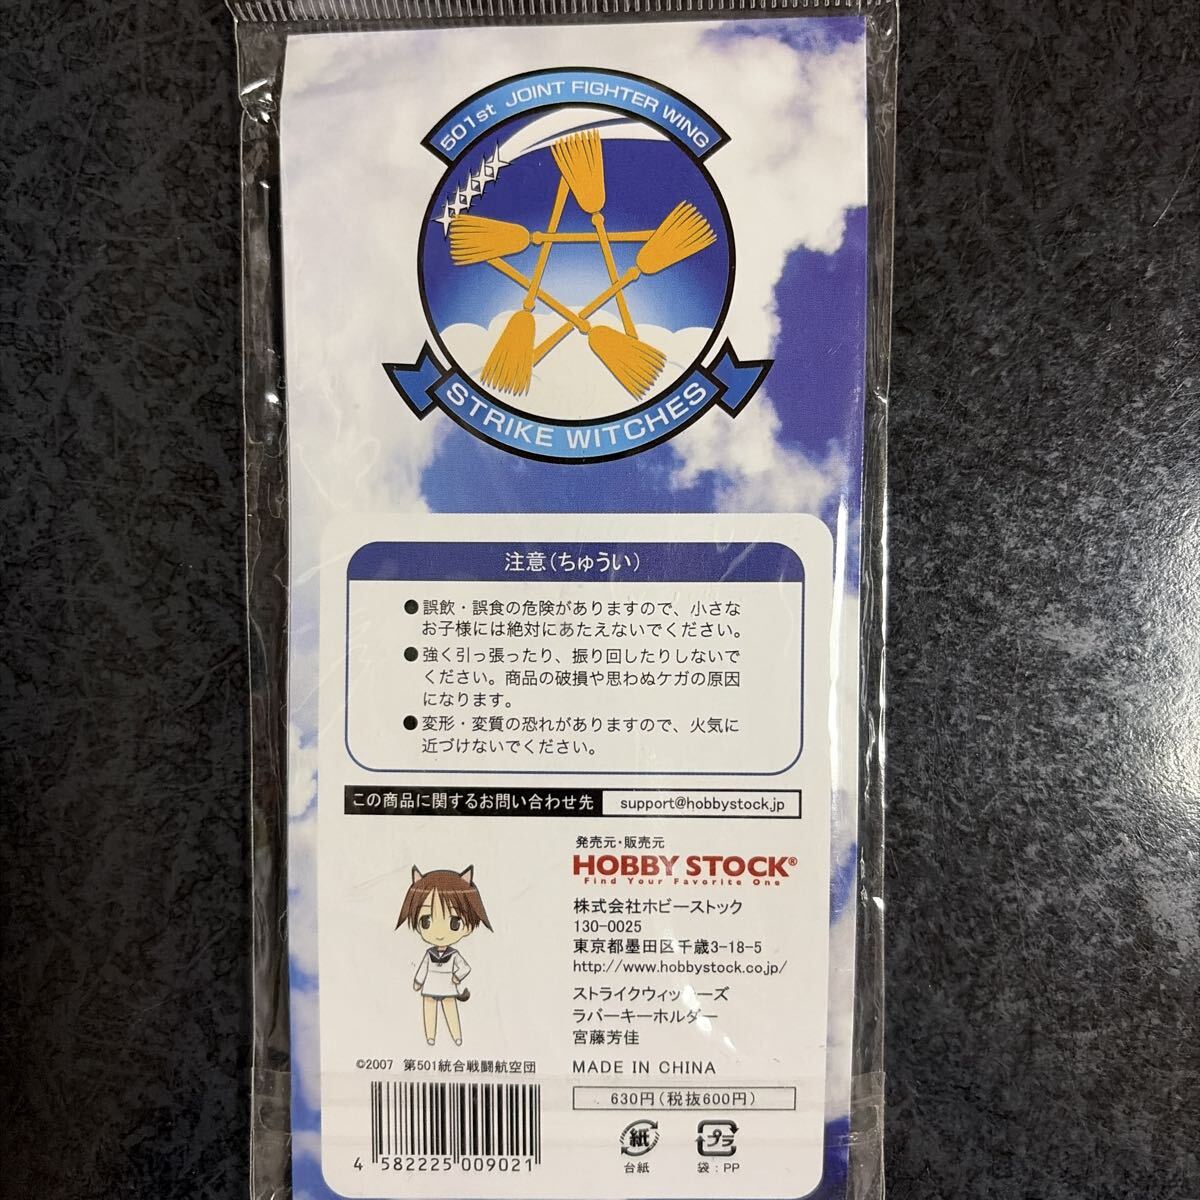 501st JOINT FIGHTER WING
STRIKE WITCHES
注意(ちゅうい)
●誤飲・誤食の危険がありますので、小さな
お子様には絶対にあたえないでください。
●強く引っ張ったり、振り回したりしないで
ください。商品の破損や思わぬケガの原因
になります。
●変形・変質の恐れがありますので、火気に
近づけないでください。
この商品に関するお問い合わせ先 support@hobbystock.jp
発売元・販売元
HOBBY STOCK®
Find Your Favorite One
株式会社ホビーストック
130-0025
東京都墨田区千歳3-18-5
http://www.hobbystock.co.jp/
ストライクウィッチーズ
ラバーキーホルダー
宮藤芳佳
©2007 第501統合戦闘航空団
MADE IN CHINA
630円(税抜600円)
紙
台紙
プラ
袋:PP
4 582225 009021